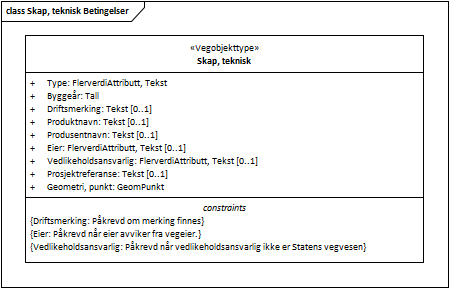 class Skap, teknisk Betingelser
«Vegobjekttype»
Skap, teknisk
+ Type: FlerverdiAttributt, Tekst
+ Byggeår: Tall
+ Driftsmerking: Tekst [0..1]
+ Produktnavn: Tekst [0..1]
+ Produsentnavn: Tekst [0..1]
+ Eier: FlerverdiAttributt, Tekst [0..1]
+ Vedlikeholdsansvarlig: FlerverdiAttributt, Tekst [0..1]
+ Prosjektreferanse: Tekst [0..1]
+ Geometri, punkt: GeomPunkt
constraints
{Driftsmerking: Påkrevd om merking finnes}
{Eier: Påkrevd når eier avviker fra vegeier.}
{Vedlikeholdsansvarlig: Påkrevd når vedlikeholdsansvarlig ikke er Statens vegvesen}